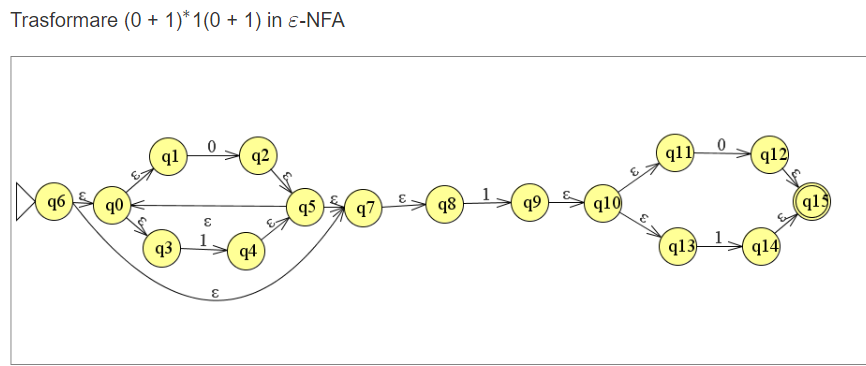 Trasformare (0 + 1)*1(0 + 1) in ε-NFA
q1 0 q2 q11 0 q12
ε ε ε ε
q6 ε q0 q5 ε q7 ε q8 1 q9 ε q10 q15
ε ε ε ε ε
q3 1 q4 q13 1 q14
ε